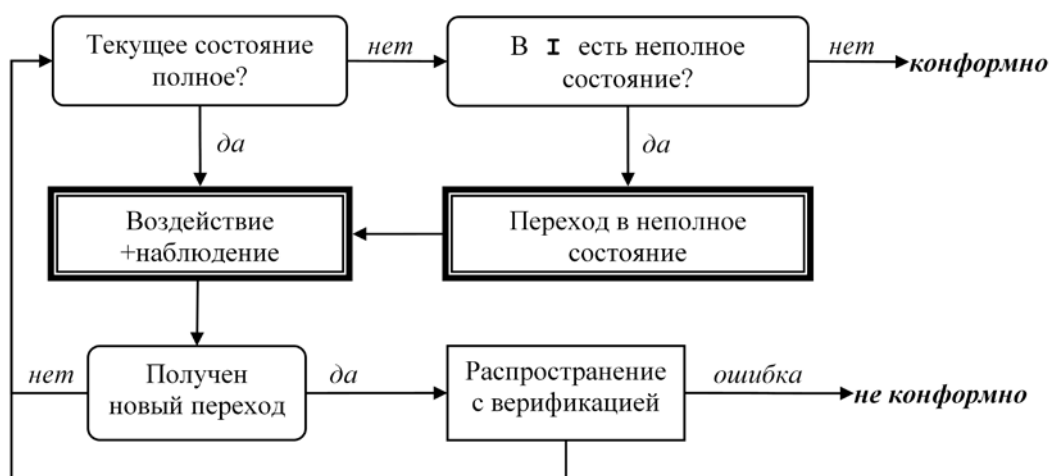 Текущее состояние
полное?
нет
В I есть неполное
состояние?
нет
конформно
да
да
Воздействие
+наблюдение
Переход в неполное
состояние
нет
Получен
новый переход
да
Распространение
с верификацией
ошибка
не конформно